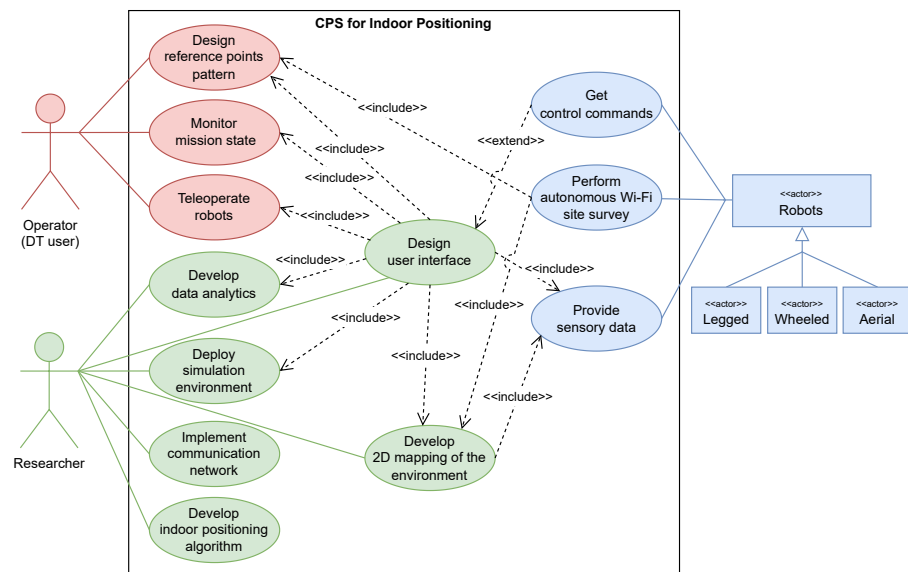 CPS for Indoor Positioning
Design
reference points
pattern
Monitor
mission state
Teleoperate
robots
Operator
(DT user)
Develop
data analytics
Deploy
simulation
environment
Implement
communication
network
Develop
indoor positioning
algorithm
Researcher
Design
user interface
Develop
2D mapping of the
environment
Get
control commands
Perform
autonomous Wi-Fi
site survey
Provide
sensory data
<<include>>
<<extend>>
<<include>>
<<include>>
<<include>>
<<include>>
<<include>>
<<include>>
<<include>>
<<include>>
<<include>>
<<actor>>
Robots
<<actor>>
Legged
<<actor>>
Wheeled
<<actor>>
Aerial